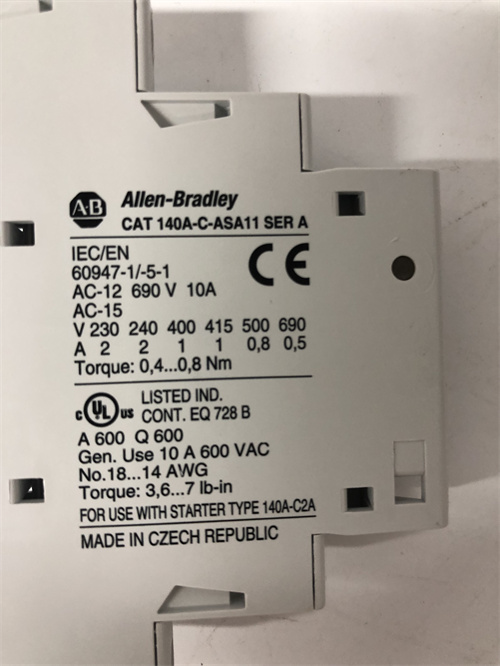 A-B Allen-Bradley
CAT 140A-C-ASA11 SER A
IEC/EN
60947-1/-5-1
CE
AC-12 690 V 10A
AC-15
V 230 240 400 415 500 690
A 2 2 1 1 0,8 0,5
Torque: 0,4...0,8 Nm
c UL us LISTED IND.
CONT. EQ 728 B
A 600 Q 600
Gen. Use 10 A 600 VAC
No.18...14 AWG
Torque: 3,6...7 lb-in
FOR USE WITH STARTER TYPE 140A-C2A
MADE IN CZECH REPUBLIC